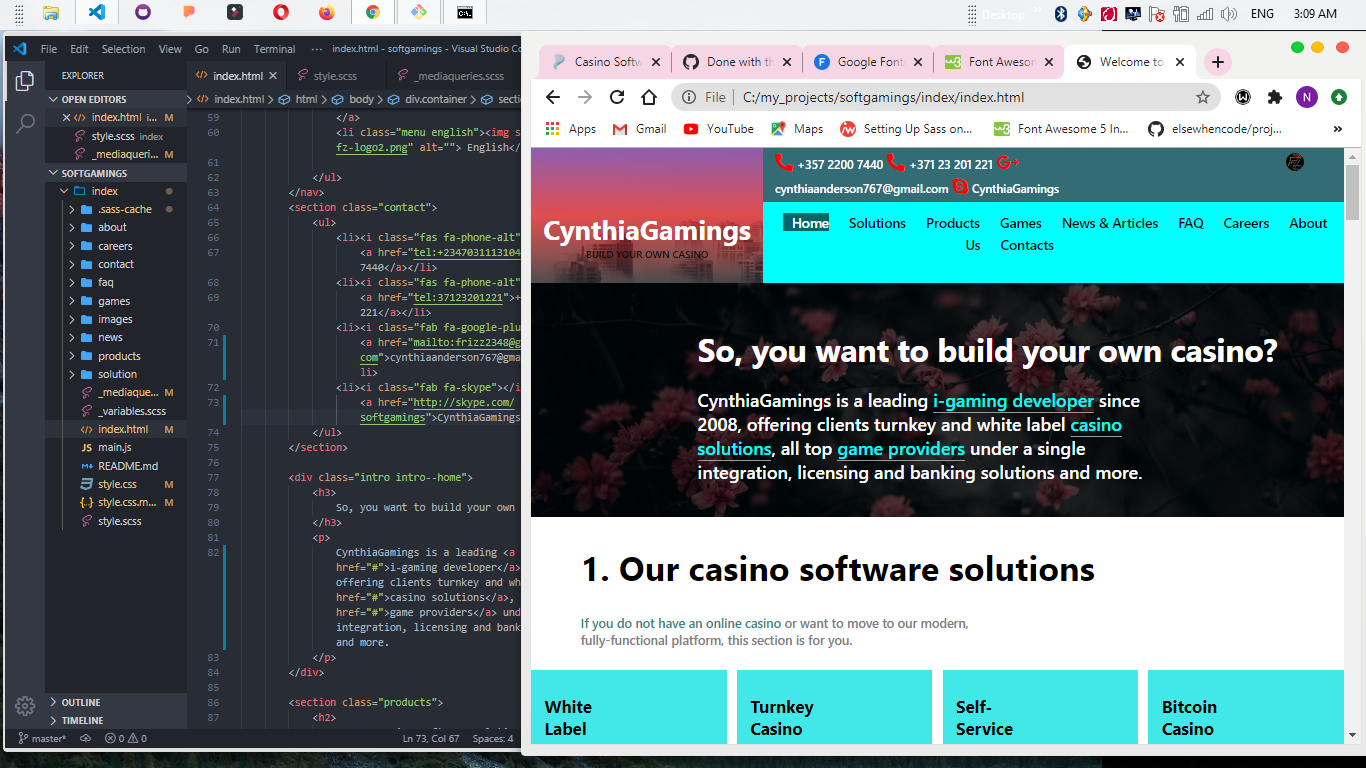 Desktop
ENG
3:09 AM
File Edit Selection View Go Run Terminal ··· index.html - softgamings - Visual Studio Co
EXPLORER
OPEN EDITORS
index.html i... M
style.scss index
_mediaqueri... M
SOFTGAMINGS
index
.sass-cache
about
careers
contact
faq
games
images
news
products
solution
_mediaque... M
_variables.scss
index.html M
main.js
README.md
style.css M
style.css.m... M
style.scss
OUTLINE
TIMELINE
index.html
style.scss
_mediaqueries.scss
index.html > html > body > div.container > sectio
59 </a>
60 <li class="menu english"><img s
fz-logo2.png" alt=""> English</
61
62 </ul>
63 </nav>
64 <section class="contact">
65 <ul>
66 <li><i class="fas fa-phone-alt"
67 <a href="tel:+2347031113104
7440</a></li>
68 <li><i class="fas fa-phone-alt"
69 <a href="tel:37123201221">+
221</a></li>
70 <li><i class="fab fa-google-plu
71 <a href="mailto:frizz2348@g
com">cynthiaanderson767@gma
li>
72 <li><i class="fab fa-skype"></i
73 <a href="http://skype.com/
softgamings">CynthiaGamings
74 </ul>
75 </section>
76
77 <div class="intro intro--home">
78 <h3>
79 So, you want to build your own
80 </h3>
81 <p>
82 CynthiaGamings is a leading <a
href="#">i-gaming developer</a>
offering clients turnkey and wh
href="#">casino solutions</a>,
href="#">game providers</a> und
integration, licensing and bank
and more.
83 </p>
84 </div>
85
86 <section class="products">
87 <h2>
master* 0 0 Ln 73, Col 67 Spaces: 4
Casino Softw
Done with th
Google Font
Font Awesor
Welcome to
File | C:/my_projects/softgamings/index/index.html
N
Apps Gmail YouTube Maps Setting Up Sass on... Font Awesome 5 In... elsewhencode/proj... »
CynthiaGamings
BUILD YOUR OWN CASINO
+357 2200 7440 +371 23 201 221 G+
cynthiaanderson767@gmail.com CynthiaGamings
Home Solutions Products Games News & Articles FAQ Careers About
Us Contacts
So, you want to build your own casino?
CynthiaGamings is a leading i-gaming developer since
2008, offering clients turnkey and white label casino
solutions, all top game providers under a single
integration, licensing and banking solutions and more.
1. Our casino software solutions
If you do not have an online casino or want to move to our modern,
fully-functional platform, this section is for you.
White
Label
Turnkey
Casino
Self-
Service
Bitcoin
Casino